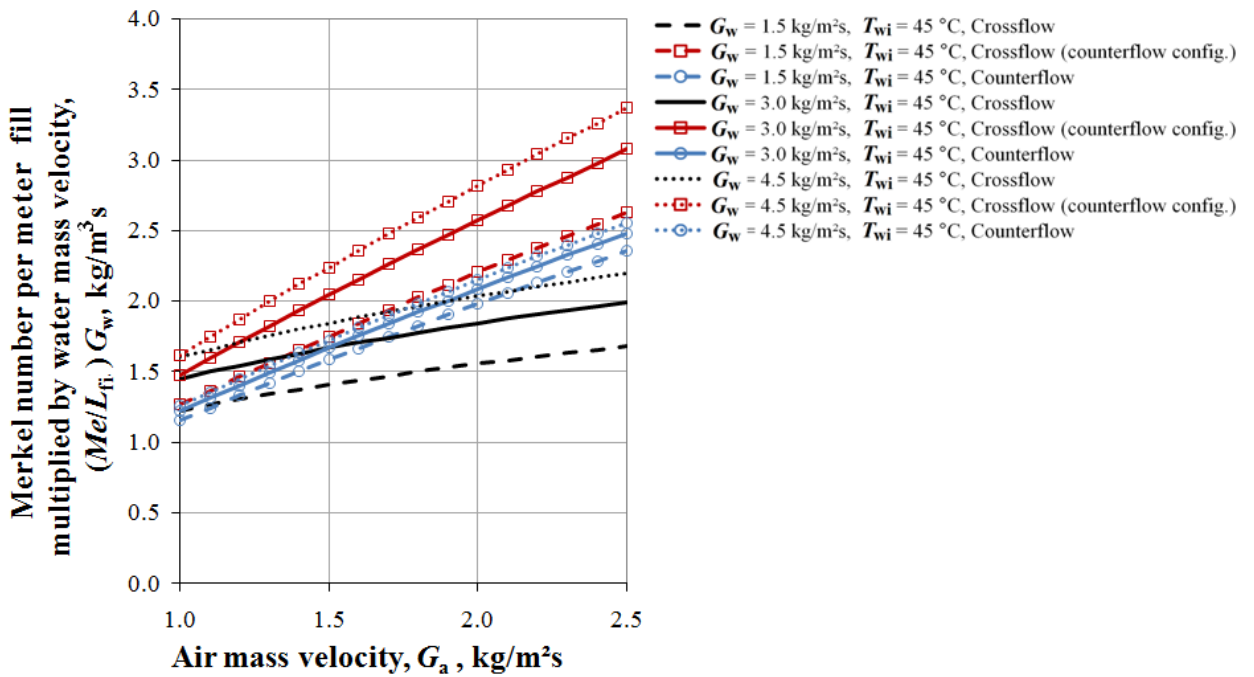 Merkel number per meter fill
multiplied by water mass velocity,
(Me/Lfi.) Gw, kg/m³s
4.0
3.5
3.0
2.5
2.0
1.5
1.0
0.5
0.0
1.0
1.5
2.0
2.5
Air mass velocity, Ga , kg/m²s
Gw = 1.5 kg/m²s, Twi = 45 °C, Crossflow
Gw = 1.5 kg/m²s, Twi = 45 °C, Crossflow (counterflow config.)
Gw = 1.5 kg/m²s, Twi = 45 °C, Counterflow
Gw = 3.0 kg/m²s, Twi = 45 °C, Crossflow
Gw = 3.0 kg/m²s, Twi = 45 °C, Crossflow (counterflow config.)
Gw = 3.0 kg/m²s, Twi = 45 °C, Counterflow
Gw = 4.5 kg/m²s, Twi = 45 °C, Crossflow
Gw = 4.5 kg/m²s, Twi = 45 °C, Crossflow (counterflow config.)
Gw = 4.5 kg/m²s, Twi = 45 °C, Counterflow